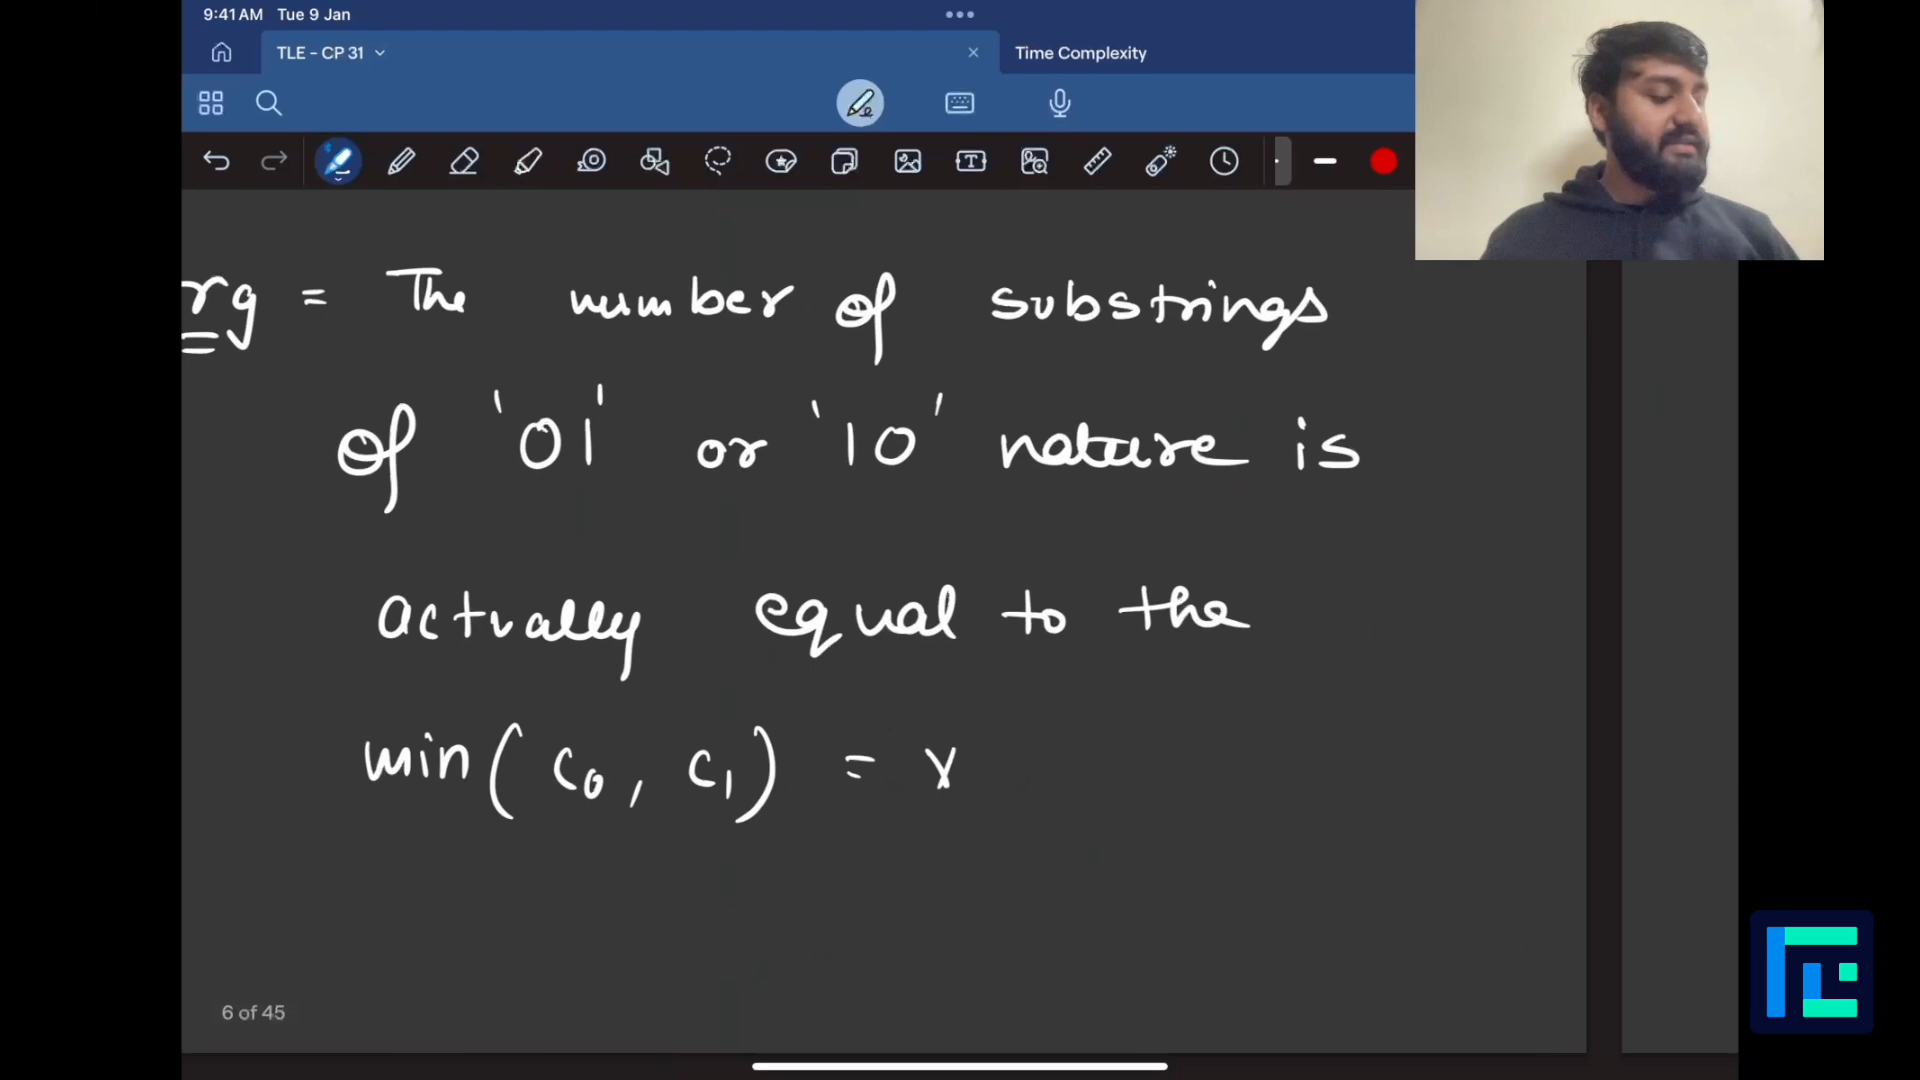 9:41 AM Tue 9 Jan
TLE - CP 31
Time Complexity
rg = The number of substrings
of '01' or '10' nature is
actually equal to the
min( c0, c1) = x
6 of 45